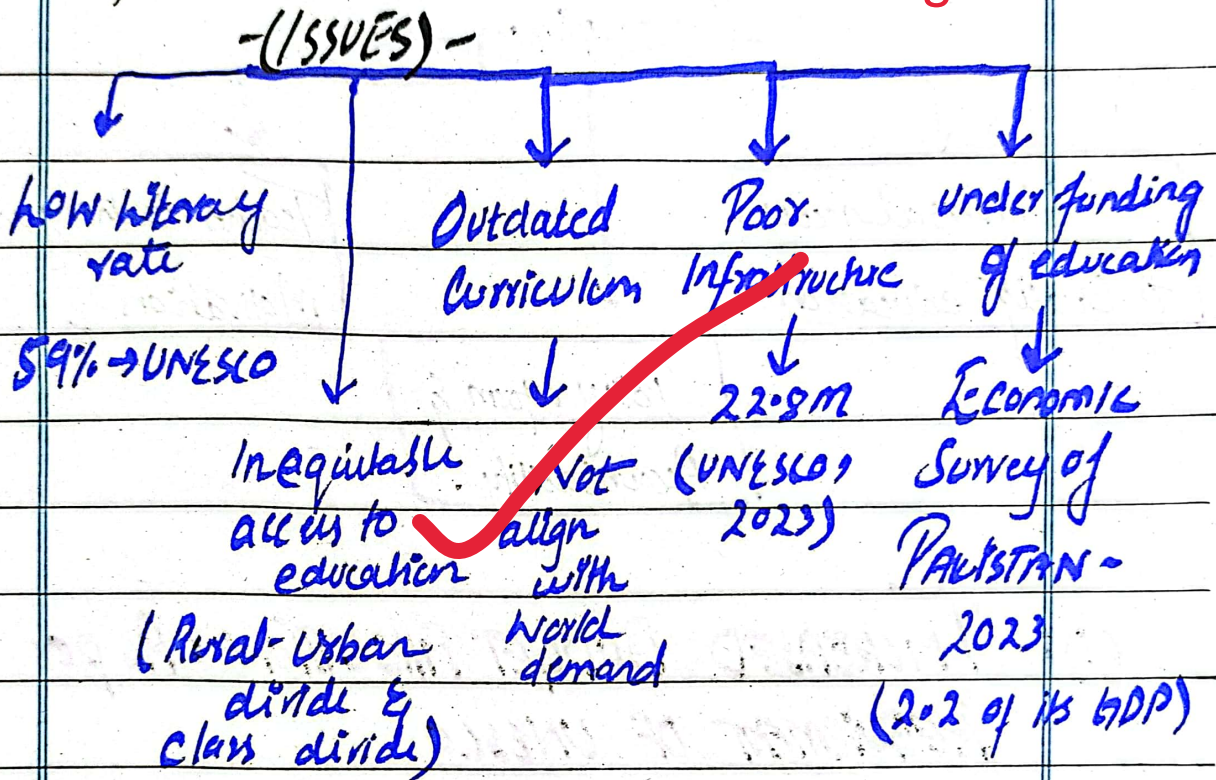 -(ISSUES)-
Low Literacy
rate
59% → UNESCO
Inequitable
access to
education
(Rural-Urban
divide &
Class divide)
Outdated
Curriculum
Not
align
with
World
demand
Poor
Infrastructure
22.8M
(UNESCO,
2023)
under funding
of education
Economic
Survey of
PAKISTAN-
2023
(2.2 of its GDP)